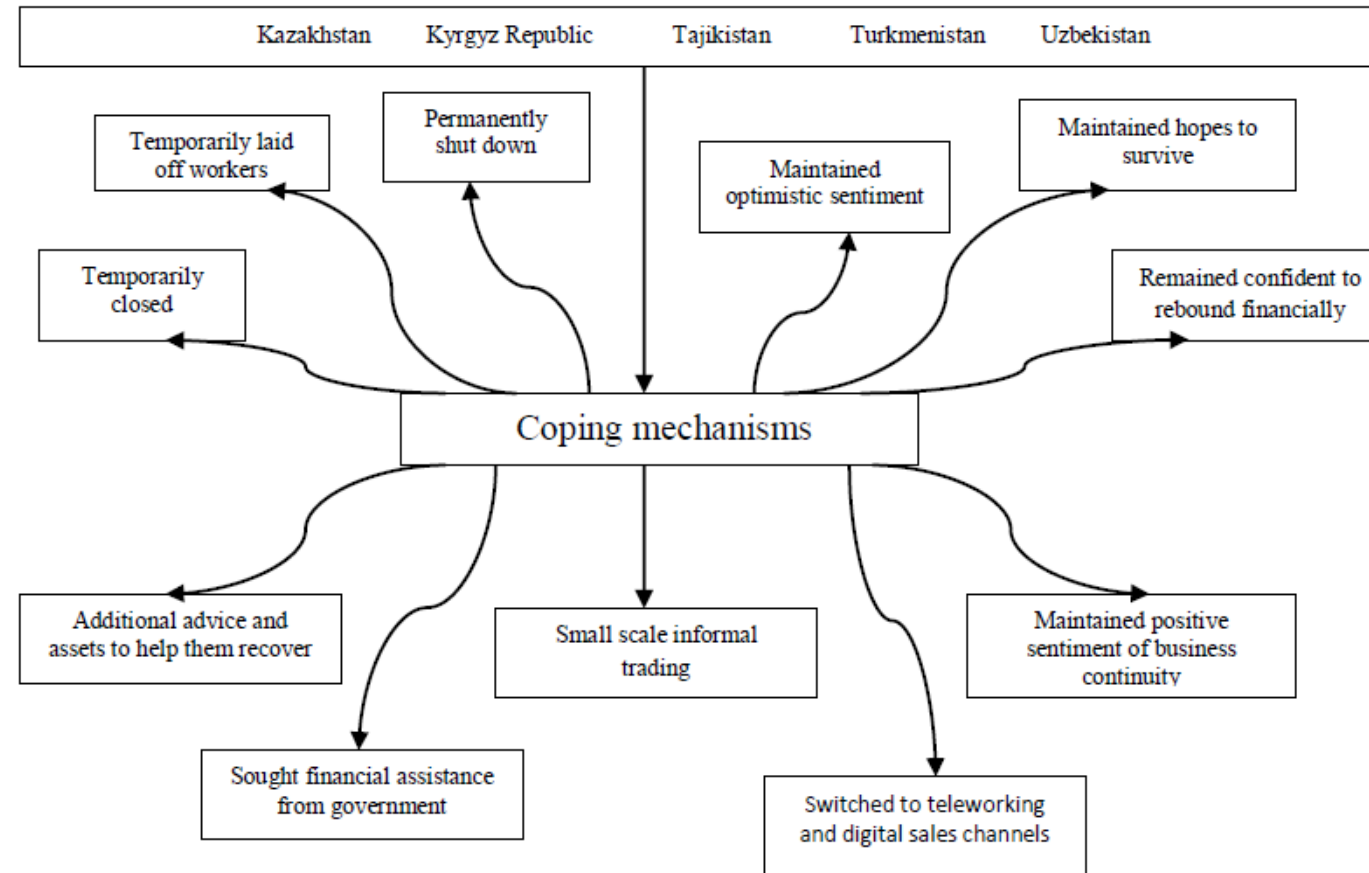 Kazakhstan Kyrgyz Republic Tajikistan Turkmenistan Uzbekistan
Temporarily laid
off workers
Permanently
shut down
Maintained
optimistic sentiment
Maintained hopes to
survive
Temporarily
closed
Remained confident to
rebound financially
Coping mechanisms
Additional advice and
assets to help them recover
Small scale informal
trading
Maintained positive
sentiment of business
continuity
Sought financial assistance
from government
Switched to teleworking
and digital sales channels